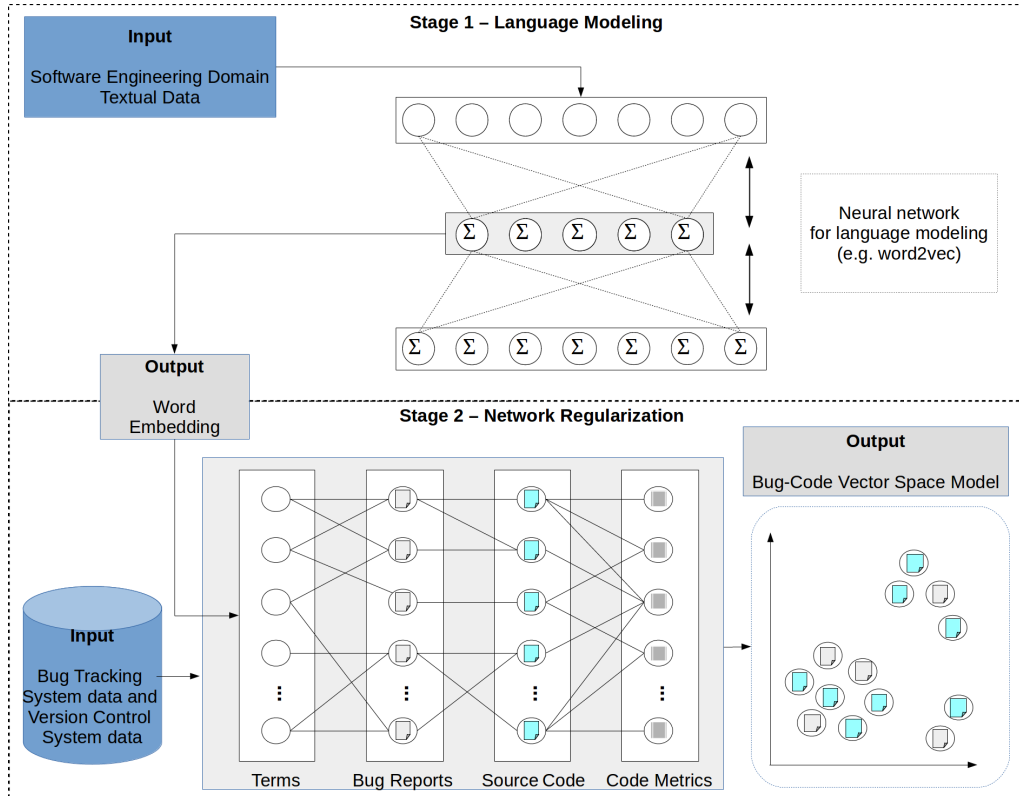 Stage 1 – Language Modeling
Input
Software Engineering Domain
Textual Data
Neural network
for language modeling
(e.g. word2vec)
Σ Σ Σ Σ Σ
Σ Σ Σ Σ Σ Σ Σ
Output
Word
Embedding
Stage 2 – Network Regularization
Output
Bug-Code Vector Space Model
Input
Bug Tracking
System data and
Version Control
System data
... ... ... ...
Terms Bug Reports Source Code Code Metrics